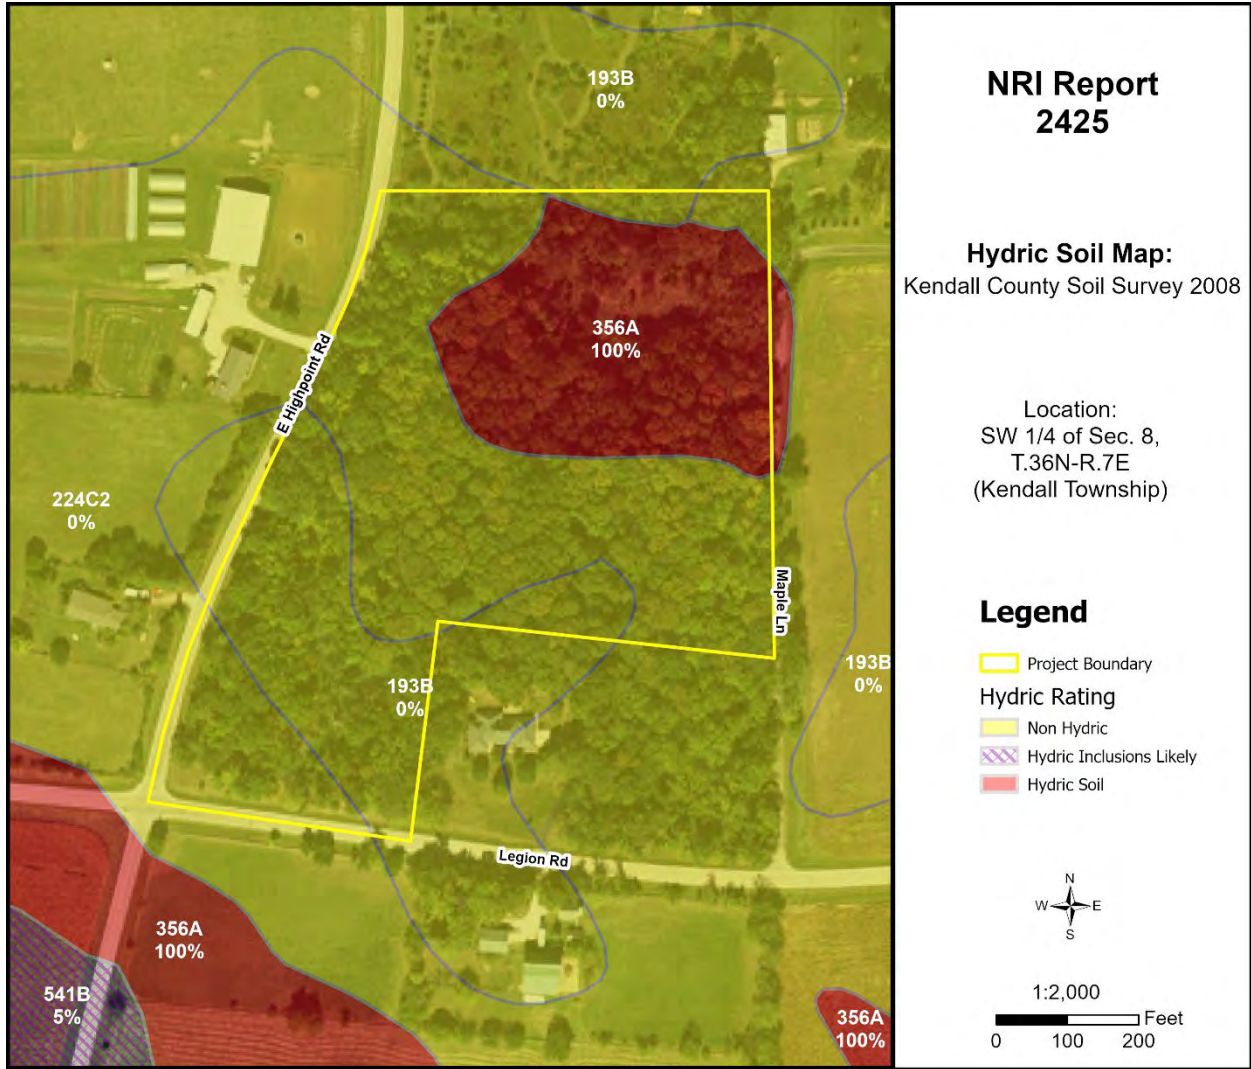 193B
0%
356A
100%
E Highpoint Rd
224C2
0%
Maple Ln
193B
0%
193B
0%
Legion Rd
356A
100%
541B
5%
356A
100%
NRI Report
2425
Hydric Soil Map:
Kendall County Soil Survey 2008
Location:
SW 1/4 of Sec. 8,
T.36N-R.7E
(Kendall Township)
Legend
Project Boundary
Hydric Rating
Non Hydric
Hydric Inclusions Likely
Hydric Soil
N
W E
S
1:2,000
Feet
0 100 200